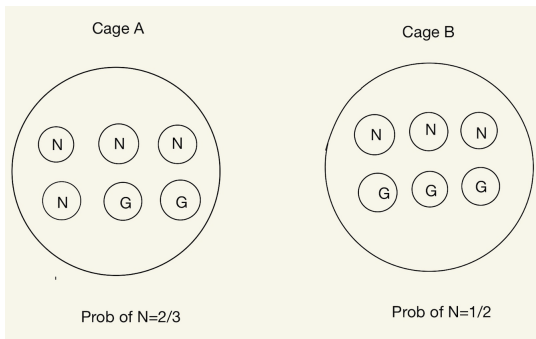 Cage A
N N N
N G G
Prob of N=2/3
Cage B
N N N
G G G
Prob of N=1/2